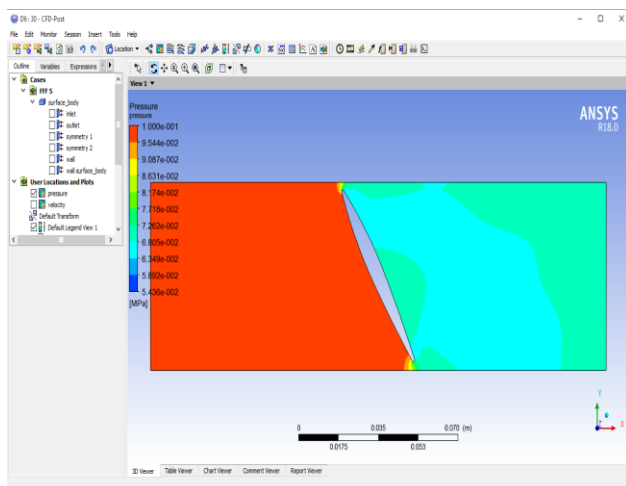 D6 : 30 - CFD-Post
File Edit Monitor Session Insert Tools Help
Location
Outline Variables Expressions
Cases
FFF 5
surface_body
inlet
outlet
symmetry 1
symmetry 2
wall
wall surface_body
User Locations and Plots
pressure
velocity
Default Transform
Default Legend View 1
View 1
Pressure
pressure
1.000e-001
9.544e-002
9.087e-002
8.631e-002
8.174e-002
7.718e-002
7.262e-002
6.805e-002
6.349e-002
5.892e-002
5.436e-002
[MPa]
ANSYS
R18.0
0 0.035 0.070 (m)
0.0175 0.053
Y
Z X
3D Viewer Table Viewer Chart Viewer Comment Viewer Report Viewer